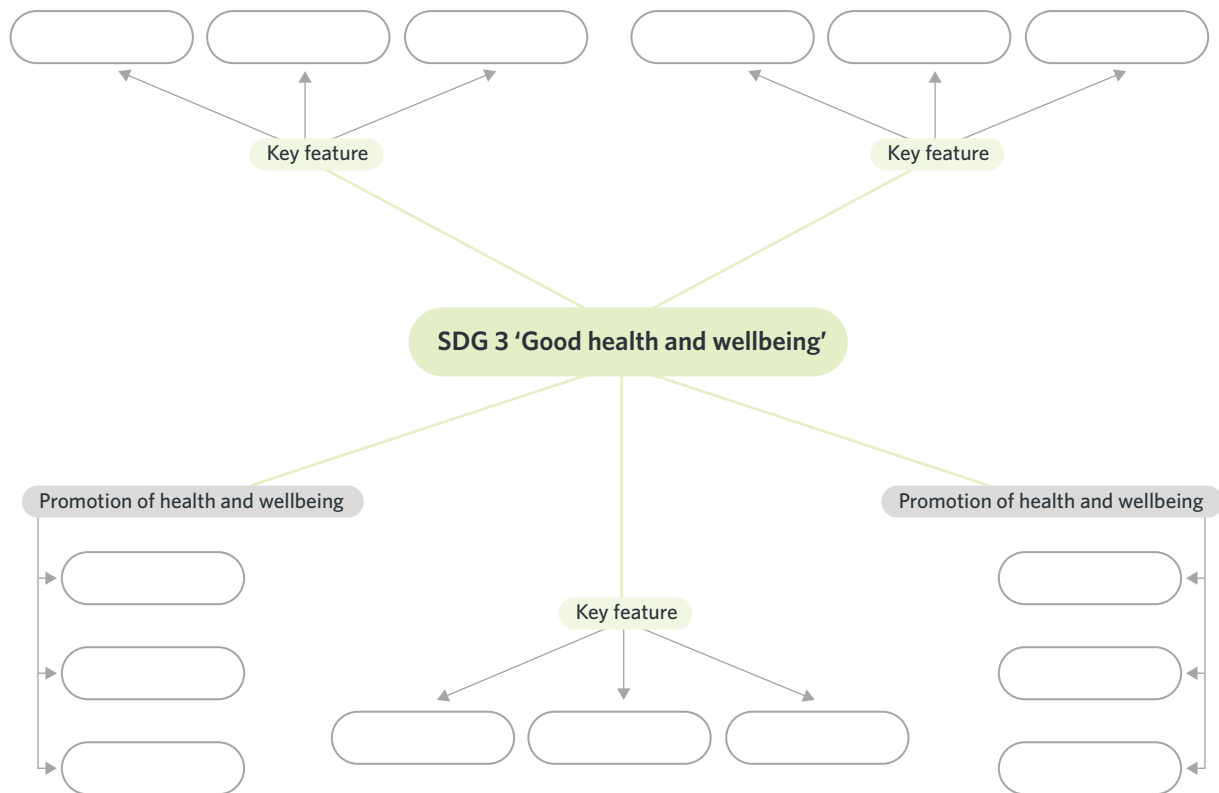 Key feature
Key feature
SDG 3 ‘Good health and wellbeing’
Promotion of health and wellbeing
Promotion of health and wellbeing
Key feature